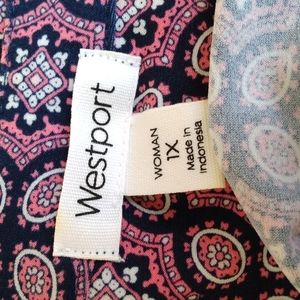 Westport
WOMAN
1X
Made in
Indonesia